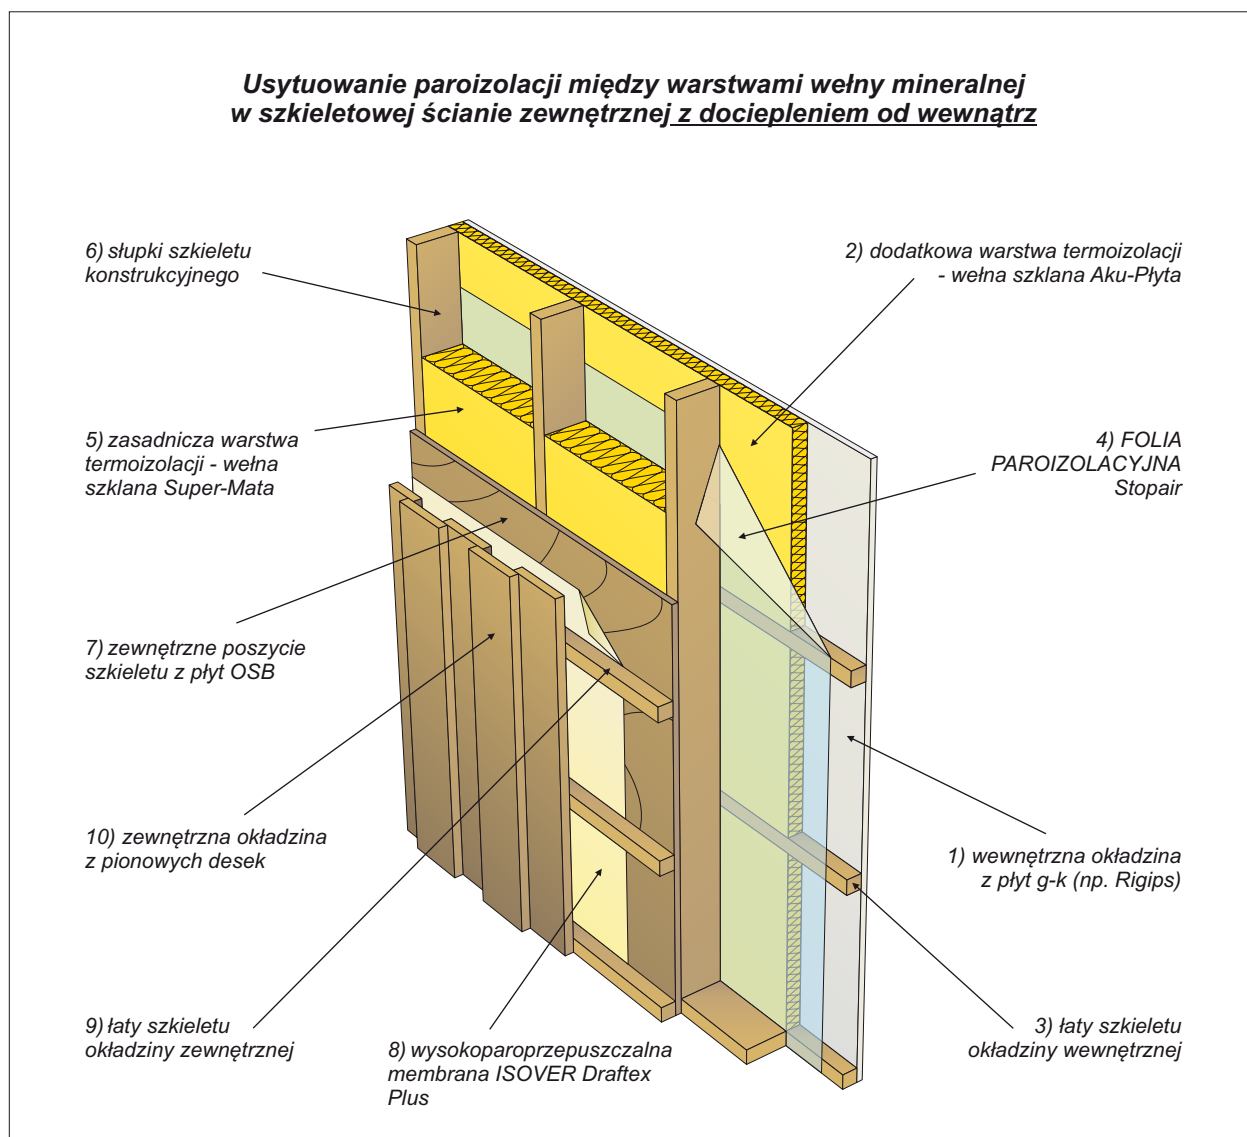 Usytuowanie paroizolacji między warstwami wełny mineralnej
w szkieletowej ścianie zewnętrznej z dociepleniem od wewnątrz
6) słupki szkieletu
konstrukcyjnego
2) dodatkowa warstwa termoizolacji
- wełna szklana Aku-Płyta
5) zasadnicza warstwa
termoizolacji - wełna
szklana Super-Mata
4) FOLIA
PAROIZOLACYJNA
Stopair
7) zewnętrzne poszycie
szkieletu z płyt OSB
10) zewnętrzna okładzina
z pionowych desek
1) wewnętrzna okładzina
z płyt g-k (np. Rigips)
9) łaty szkieletu
okładziny zewnętrznej
8) wysokoparoprzepuszczalna
membrana ISOVER Draftex
Plus
3) łaty szkieletu
okładziny wewnętrznej